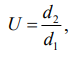 U = d₂/d₁,